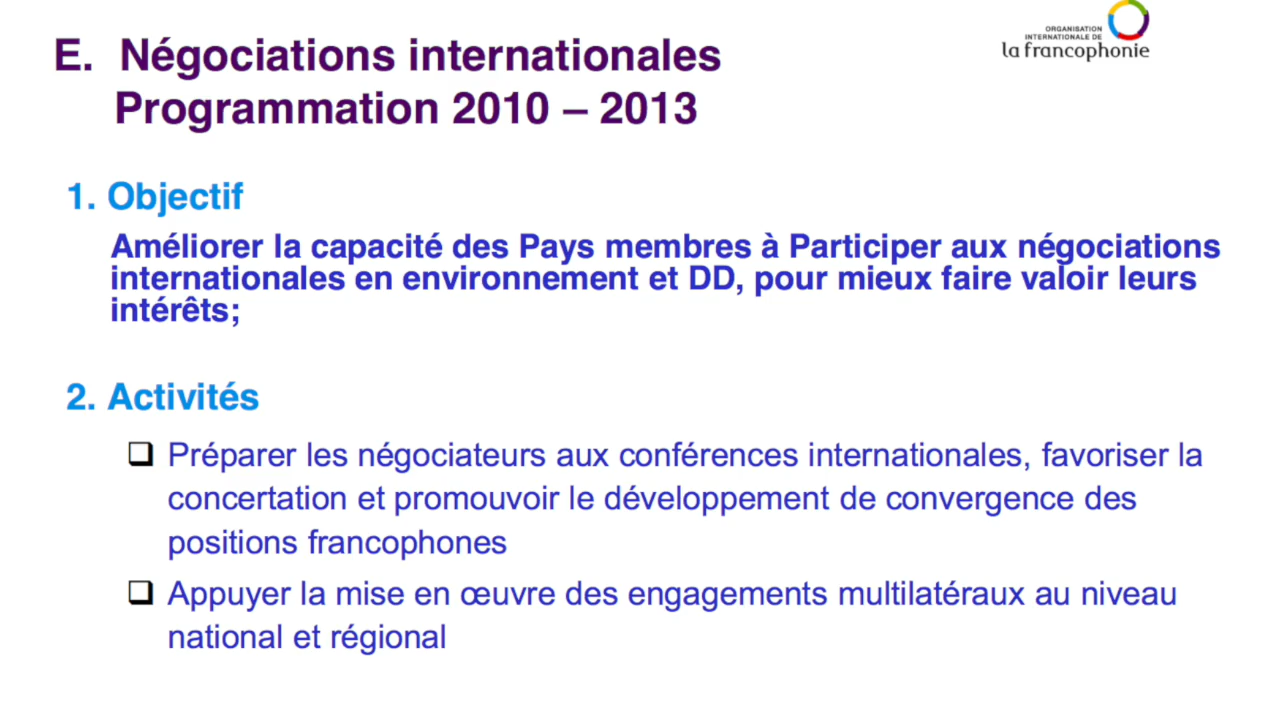 ORGANISATION
INTERNATIONALE DE
la francophonie
E. Négociations internationales
Programmation 2010 – 2013
1. Objectif
Améliorer la capacité des Pays membres à Participer aux négociations
internationales en environnement et DD, pour mieux faire valoir leurs
intérêts;
2. Activités
❑ Préparer les négociateurs aux conférences internationales, favoriser la
concertation et promouvoir le développement de convergence des
positions francophones
❑ Appuyer la mise en œuvre des engagements multilatéraux au niveau
national et régional